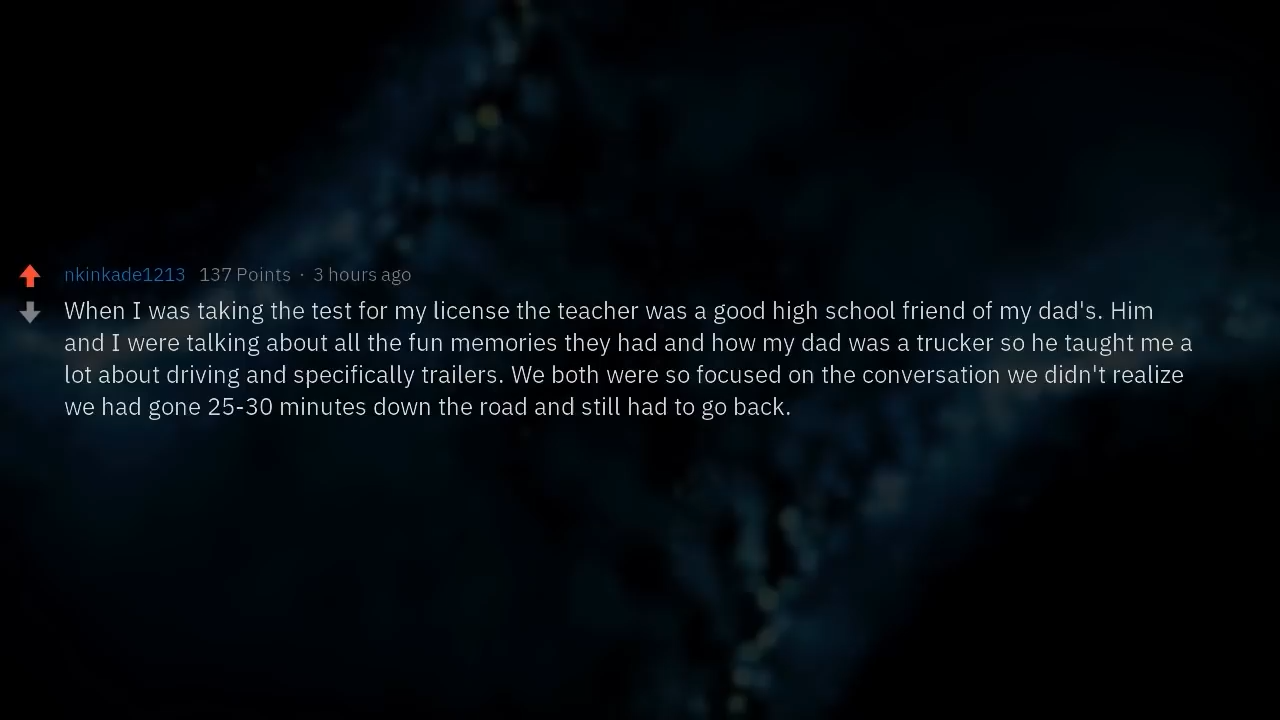 nkinkade1213 137 Points · 3 hours ago
When I was taking the test for my license the teacher was a good high school friend of my dad's. Him
and I were talking about all the fun memories they had and how my dad was a trucker so he taught me a
lot about driving and specifically trailers. We both were so focused on the conversation we didn't realize
we had gone 25-30 minutes down the road and still had to go back.